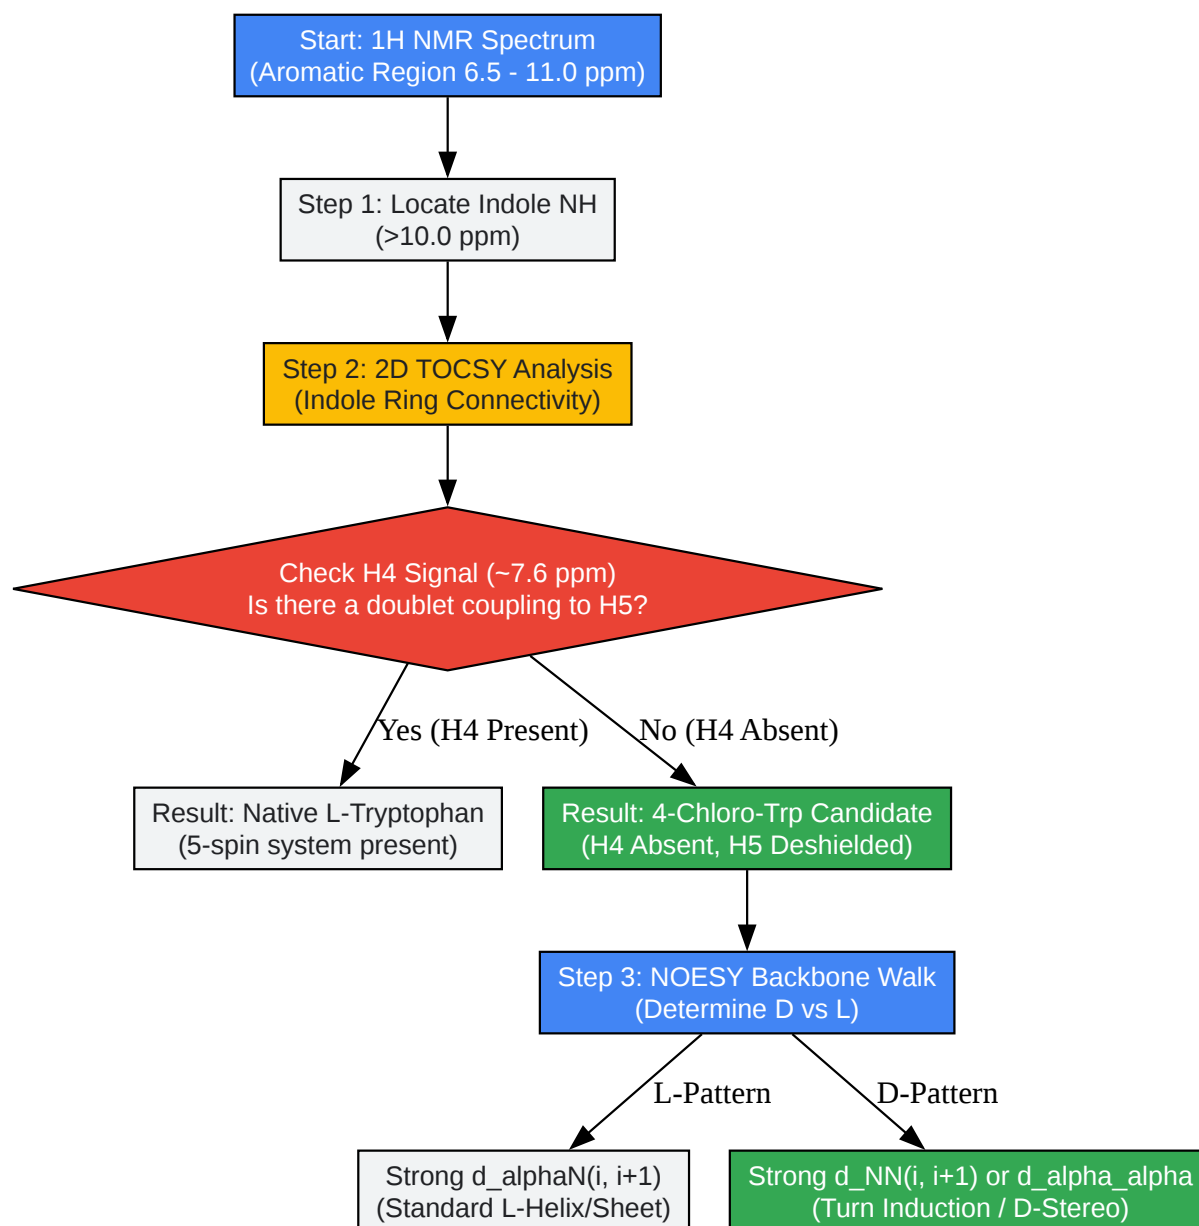 Start: 1H NMR Spectrum
(Aromatic Region 6.5 - 11.0 ppm)
Step 1: Locate Indole NH
(>10.0 ppm)
Step 2: 2D TOCSY Analysis
(Indole Ring Connectivity)
Check H4 Signal (~7.6 ppm)
Is there a doublet coupling to H5?
Yes (H4 Present)
No (H4 Absent)
Result: Native L-Tryptophan
(5-spin system present)
Result: 4-Chloro-Trp Candidate
(H4 Absent, H5 Deshielded)
Step 3: NOESY Backbone Walk
(Determine D vs L)
L-Pattern
D-Pattern
Strong d_alphaN(i, i+1)
(Standard L-Helix/Sheet)
Strong d_NN(i, i+1) or d_alpha_alpha
(Turn Induction / D-Stereo)